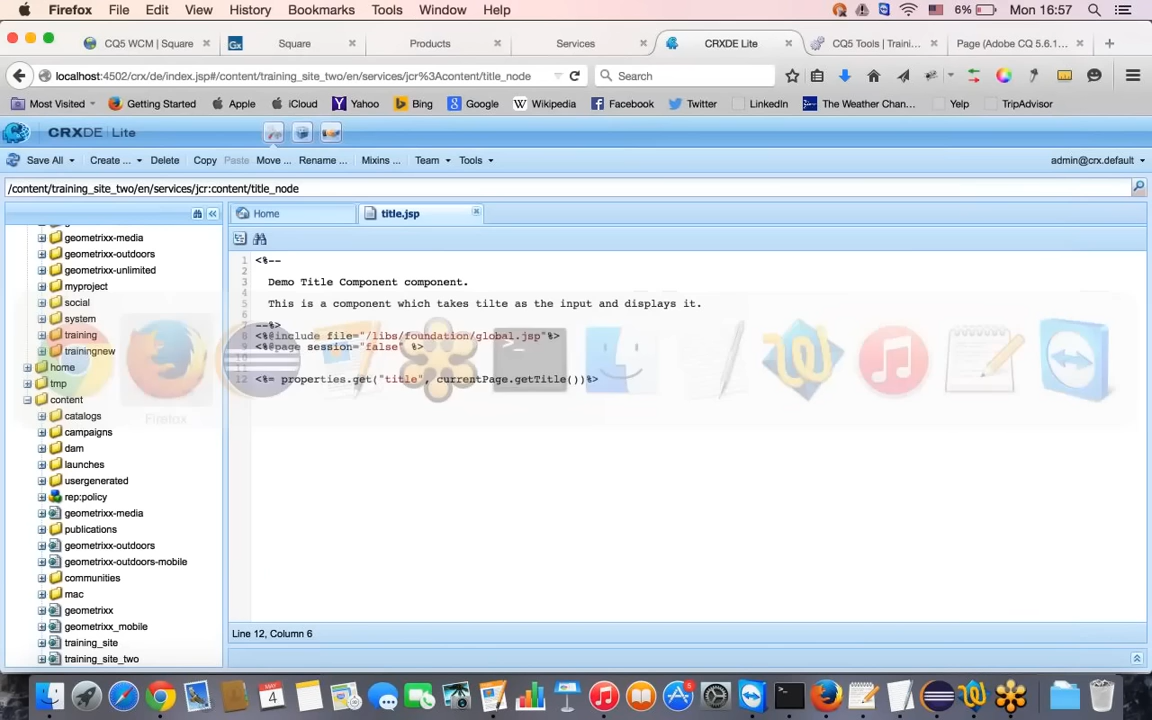 Firefox File Edit View History Bookmarks Tools Window Help 6% Mon 16:57
CQ5 WCM | Square Square Products Services CRXDE Lite CQ5 Tools | Traini... Page (Adobe CQ 5.6.1...
localhost:4502/crx/de/index.jsp#/content/training_site_two/en/services/jcr%3Acontent/title_node Search
Most Visited Getting Started Apple iCloud Yahoo Bing Google Wikipedia Facebook Twitter LinkedIn The Weather Chan... Yelp TripAdvisor
CRXDE Lite
Save All Create ... Delete Copy Paste Move ... Rename ... Mixins ... Team Tools admin@crx.default
/content/training_site_two/en/services/jcr:content/title_node
Home title.jsp
geometrixx-media
geometrixx-outdoors
geometrixx-unlimited
myproject
social
system
training
trainingnew
home
tmp
content
catalogs
campaigns
dam
launches
usergenerated
rep:policy
geometrixx-media
publications
geometrixx-outdoors
geometrixx-outdoors-mobile
communities
mac
geometrixx
geometrixx_mobile
training_site
training_site_two
1 <%--
2
3 Demo Title Component component.
4
5 This is a component which takes tilte as the input and displays it.
6
7 --%>
8 <%@include file="/libs/foundation/global.jsp"%>
9 <%@page session="false" %>
12 <%= properties.get("title", currentPage.getTitle())%>
Firefox
Line 12, Column 6